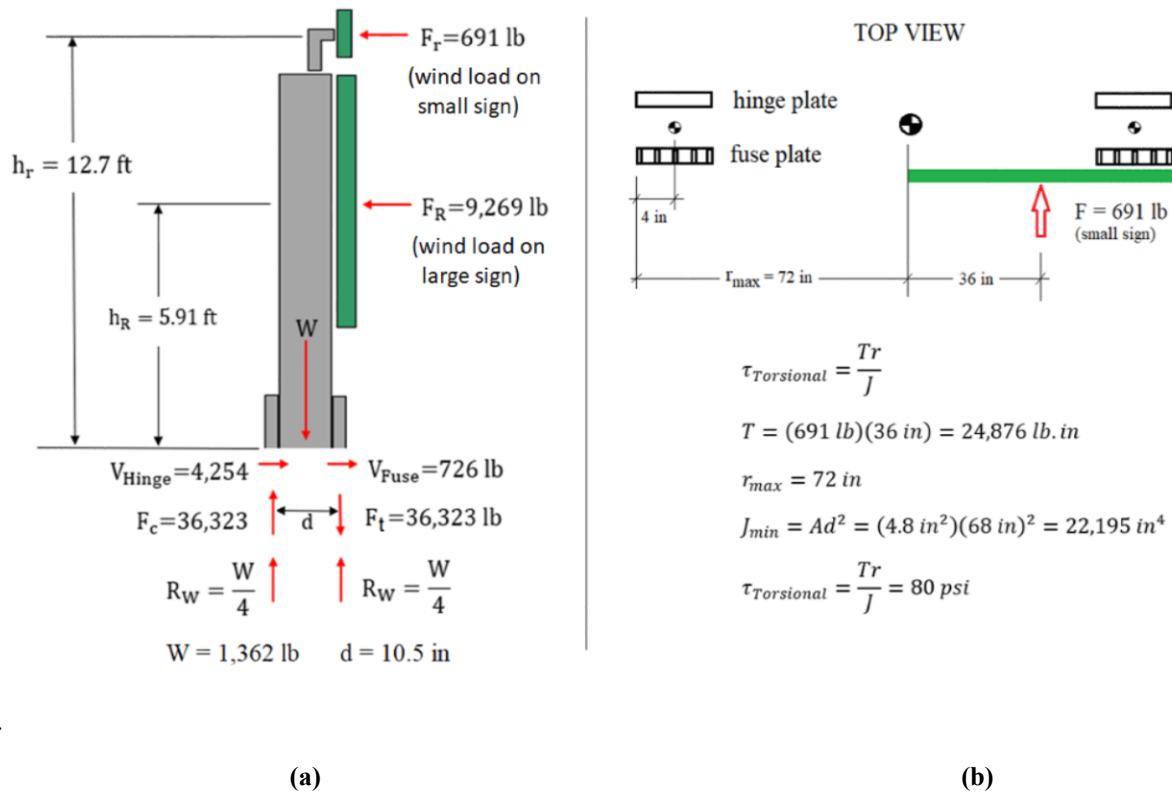 F_r=691 lb
(wind load on
small sign)
h_r = 12.7 ft
F_R=9,269 lb
(wind load on
large sign)
h_R = 5.91 ft
W
V_Hinge=4,254
V_Fuse=726 lb
F_c=36,323
d
F_t=36,323 lb
R_W = W/4
R_W = W/4
W = 1,362 lb
d = 10.5 in
(a)
TOP VIEW
hinge plate
fuse plate
4 in
F = 691 lb
(small sign)
r_max = 72 in
36 in
τ_Torsional = Tr/J
T = (691 lb)(36 in) = 24,876 lb.in
r_max = 72 in
J_min = Ad² = (4.8 in²)(68 in)² = 22,195 in⁴
τ_Torsional = Tr/J = 80 psi
(b)